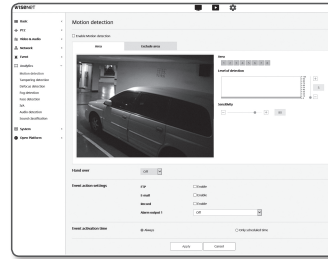 WISENET
Basic
PTZ
Video & Audio
Network
Event
Analytics
Motion detection
Tampering detection
Defocus detection
Fog detection
Face detection
IVA
Audio detection
Sound classification
System
Open Platform
Motion detection
Enable Motion detection
Area
Exclude area
Area
Level of detection
Sensitivity
Hand over
Off
Event action settings
FTP
Enable
E-mail
Enable
Record
Enable
Alarm output 1
Off
Event activation time
Always
Only scheduled time
Apply
Cancel